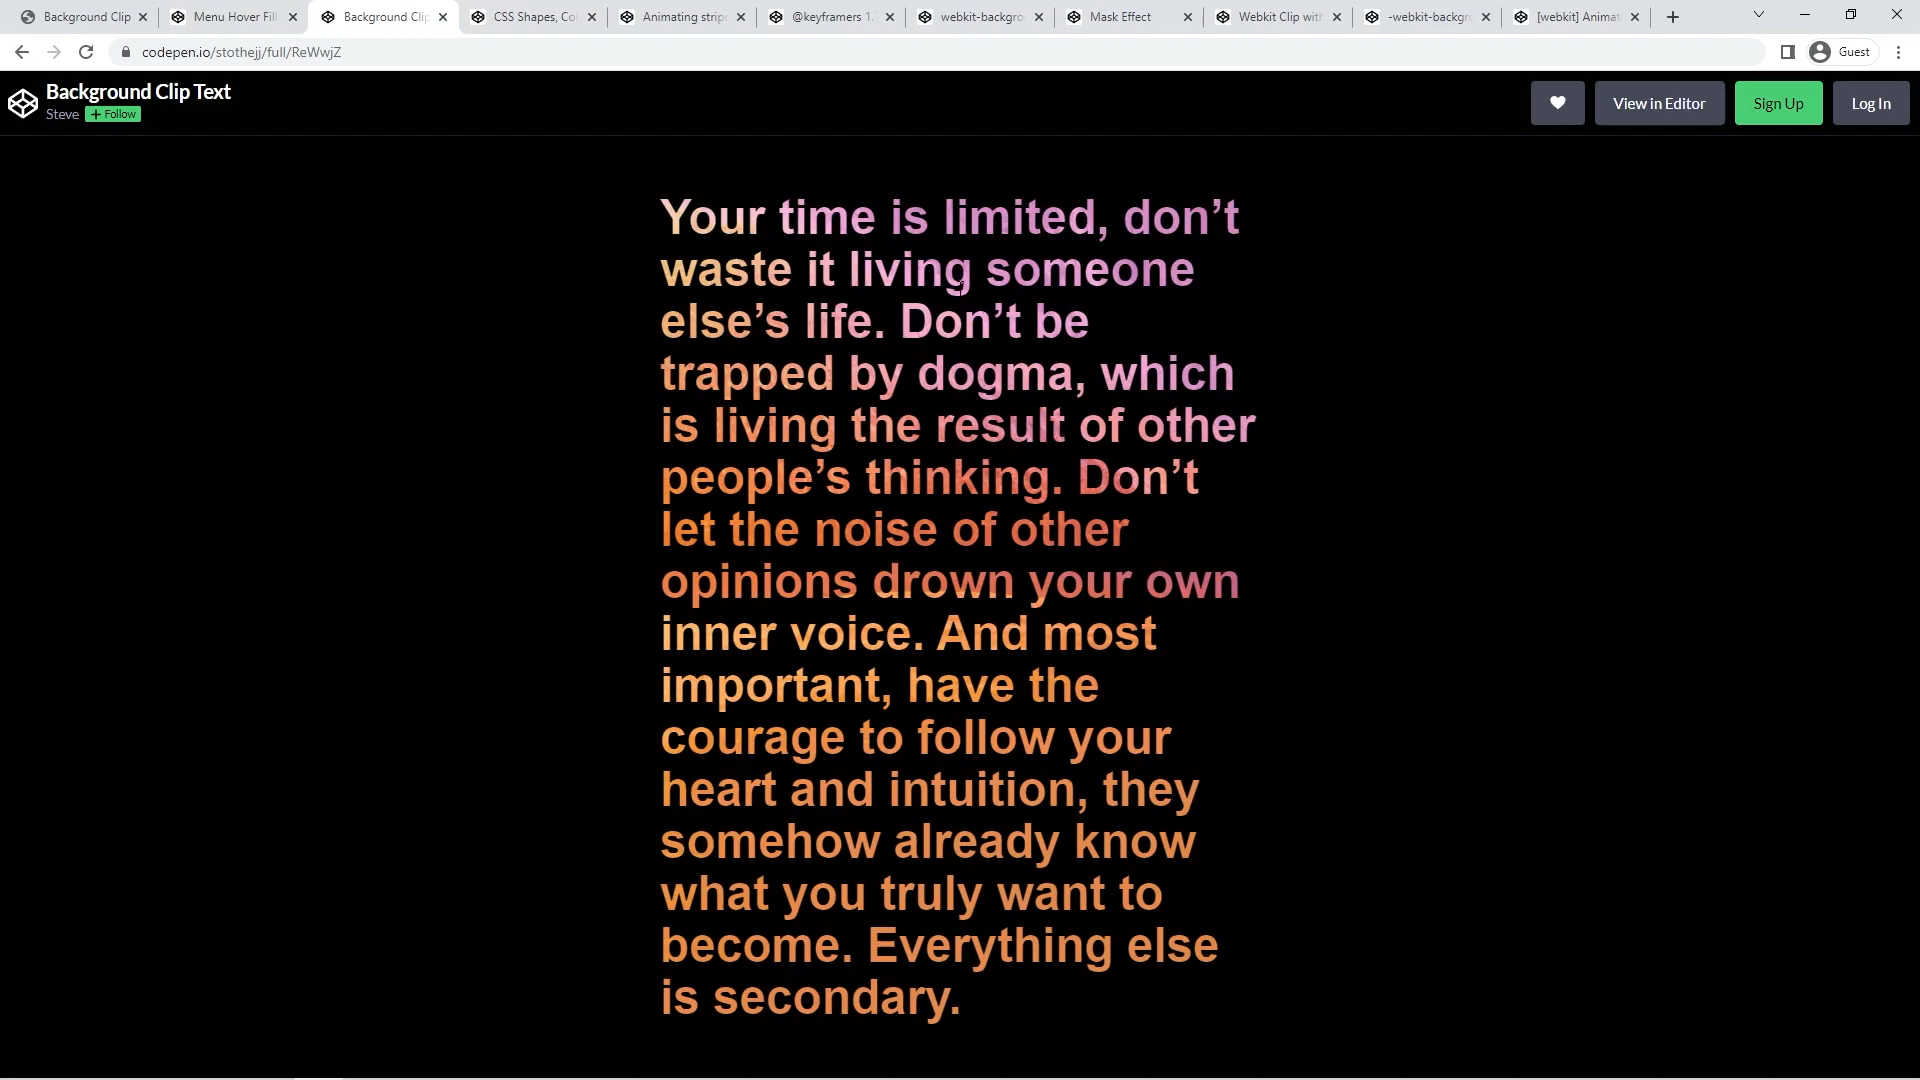 Background Clip
Menu Hover Fill
Background Clip
CSS Shapes, Co
Animating strip
@keyframers 1.
webkit-backgro
Mask Effect
Webkit Clip with
-webkit-backgr
[webkit] Animat
codepen.io/stothejj/full/ReWwjZ
Guest
Background Clip Text
Steve + Follow
View in Editor
Sign Up
Log In
Your time is limited, don’t
waste it living someone
else’s life. Don’t be
trapped by dogma, which
is living the result of other
people’s thinking. Don’t
let the noise of other
opinions drown your own
inner voice. And most
important, have the
courage to follow your
heart and intuition, they
somehow already know
what you truly want to
become. Everything else
is secondary.